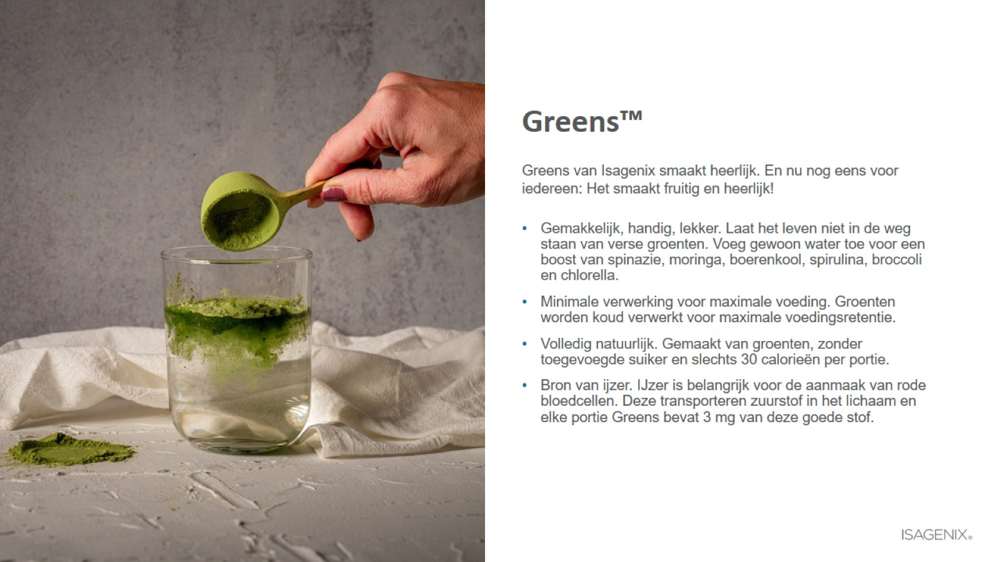 Greens™
Greens van Isagenix smaakt heerlijk. En nu nog eens voor
iedereen: Het smaakt fruitig en heerlijk!
• Gemakkelijk, handig, lekker. Laat het leven niet in de weg
staan van verse groenten. Voeg gewoon water toe voor een
boost van spinazie, moringa, boerenkool, spirulina, broccoli
en chlorella.
• Minimale verwerking voor maximale voeding. Groenten
worden koud verwerkt voor maximale voedingsretentie.
• Volledig natuurlijk. Gemaakt van groenten, zonder
toegevoegde suiker en slechts 30 calorieën per portie.
• Bron van ijzer. IJzer is belangrijk voor de aanmaak van rode
bloedcellen. Deze transporteren zuurstof in het lichaam en
elke portie Greens bevat 3 mg van deze goede stof.
ISAGENIX®